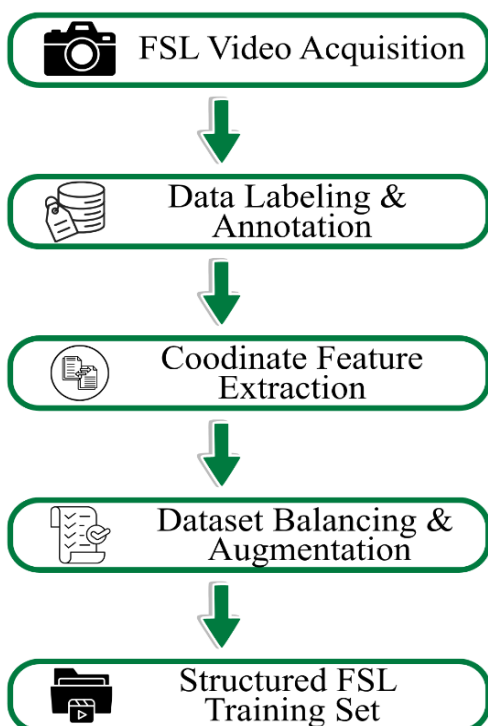 FSL Video Acquisition
Data Labeling &
Annotation
Coodinate Feature
Extraction
Dataset Balancing &
Augmentation
Structured FSL
Training Set